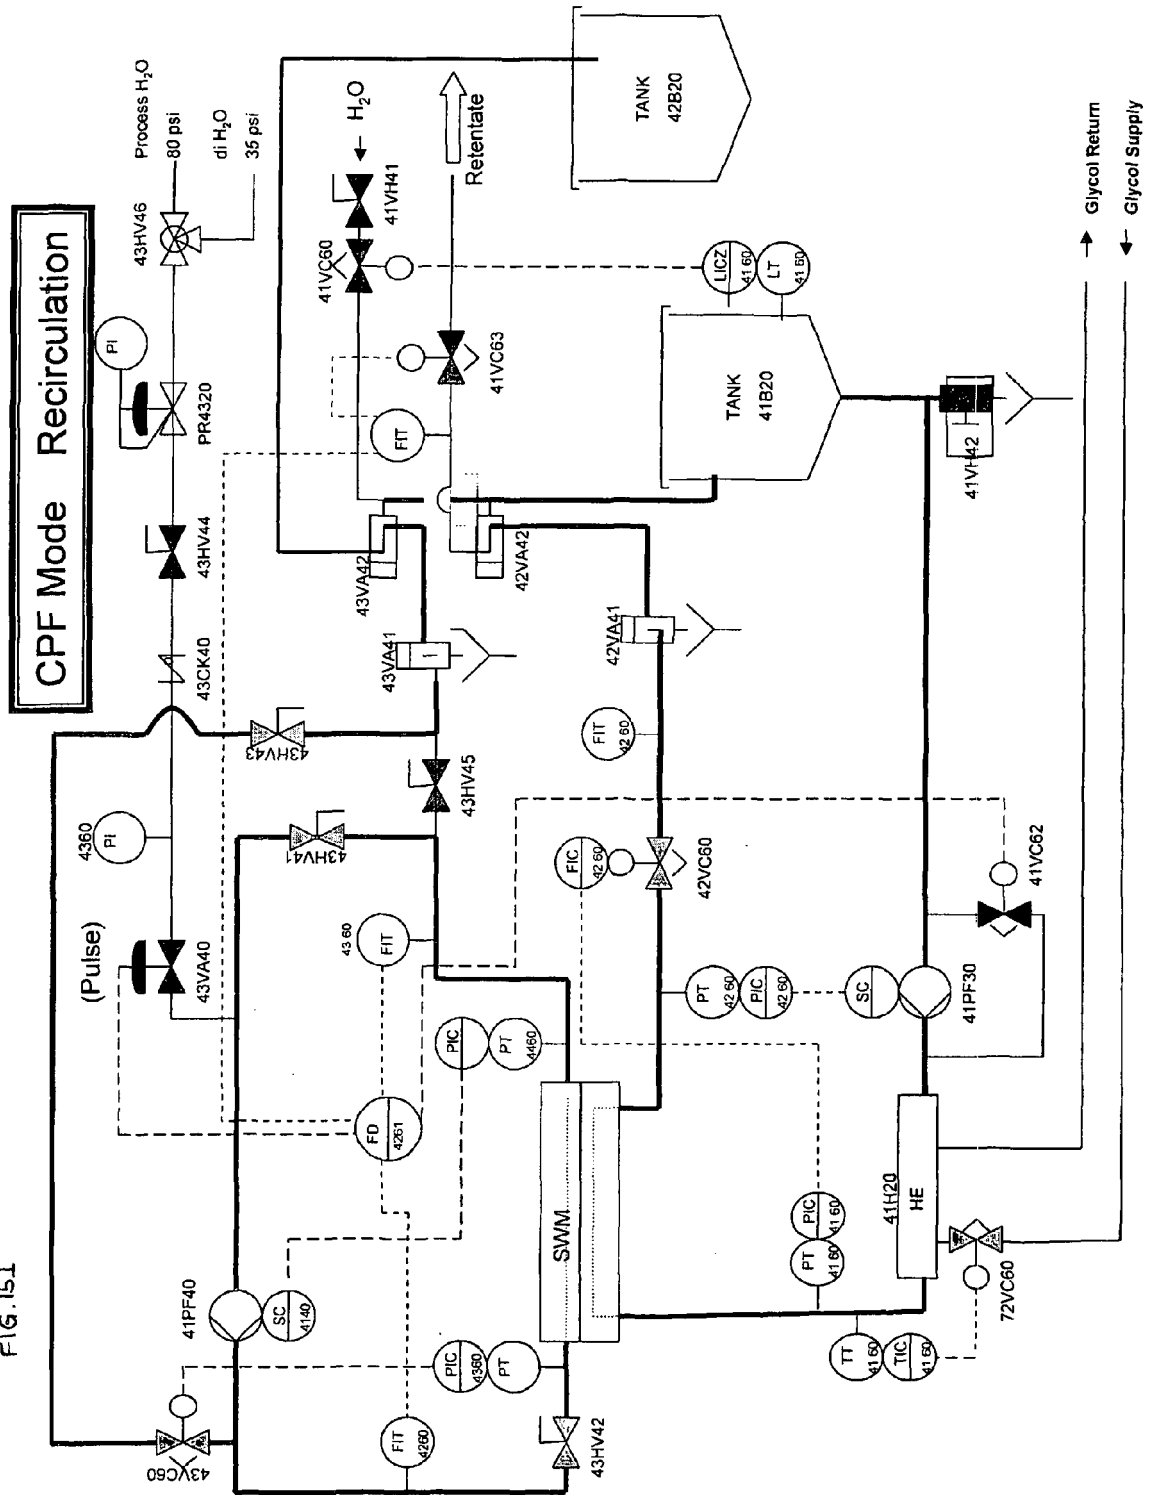 FIG. 151
CPF Mode Recirculation
Process H₂O
80 psi
di H₂O
35 psi
43HV46
PI
PR4320
43HV44
43CK40
4360
PI
(Pulse)
43VA40
43HV43
43HV41
43HV45
43 60
FIT
PIC
PT
4460
FD
4261
41PF40
SC
4140
43VC60
PIC
4360
PT
FIT
4260
43HV42
SWM
H₂O
41VH41
41VC60
Retentate
41VC63
FIT
43VA42
42VA42
43VA41
42VA41
FIT
42 60
FIC
42 60
42VC60
PT
42 60
PIC
42 60
SC
41PF30
41VC62
PIC
41 60
PT
41 60
TT
41 60
TIC
41 60
41H20
HE
72VC60
TANK
42B20
TANK
41B20
LICZ
41 60
LT
41 60
41VH42
Glycol Return
Glycol Supply